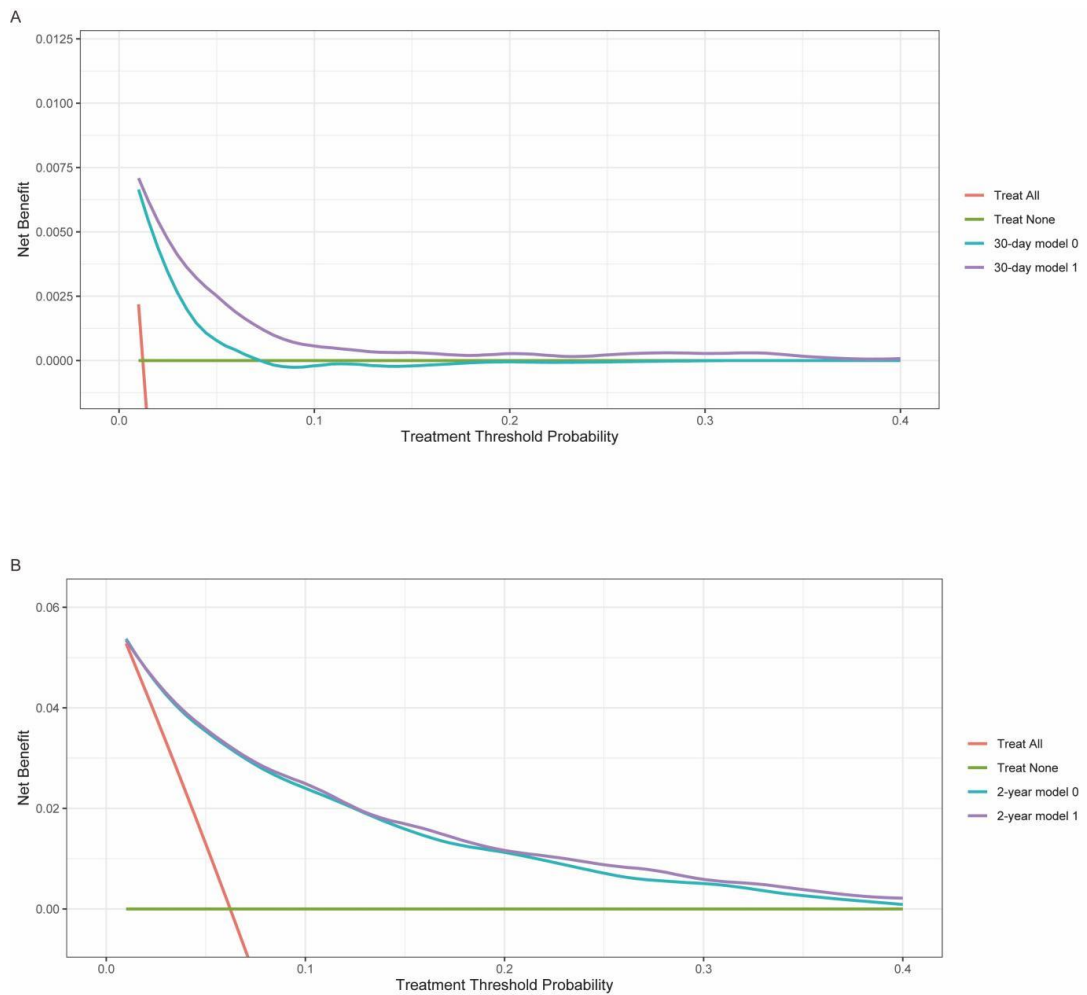 A
0.0125
0.0100
0.0075
0.0050
0.0025
0.0000
Net Benefit
0.0 0.1 0.2 0.3 0.4
Treatment Threshold Probability
Treat All
Treat None
30-day model 0
30-day model 1
B
0.06
0.04
0.02
0.00
Net Benefit
0.0 0.1 0.2 0.3 0.4
Treatment Threshold Probability
Treat All
Treat None
2-year model 0
2-year model 1